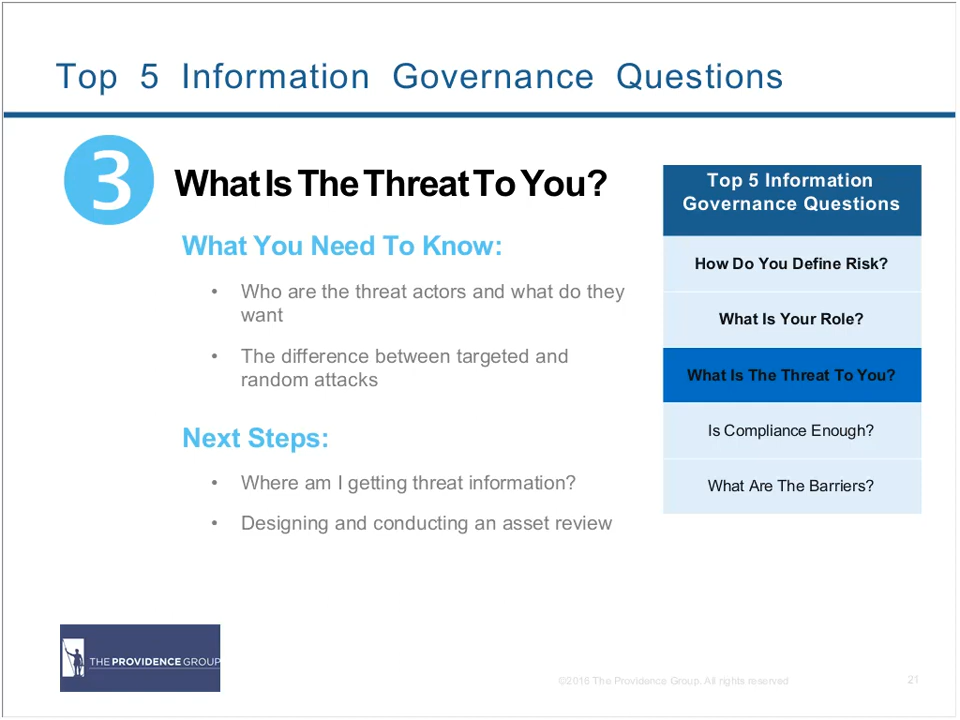 Top 5 Information Governance Questions
3
What Is The Threat To You?
What You Need To Know:
• Who are the threat actors and what do they
want
• The difference between targeted and
random attacks
Next Steps:
• Where am I getting threat information?
• Designing and conducting an asset review
Top 5 Information
Governance Questions
How Do You Define Risk?
What Is Your Role?
What Is The Threat To You?
Is Compliance Enough?
What Are The Barriers?
THE PROVIDENCE GROUP
©2016 The Providence Group. All rights reserved
21